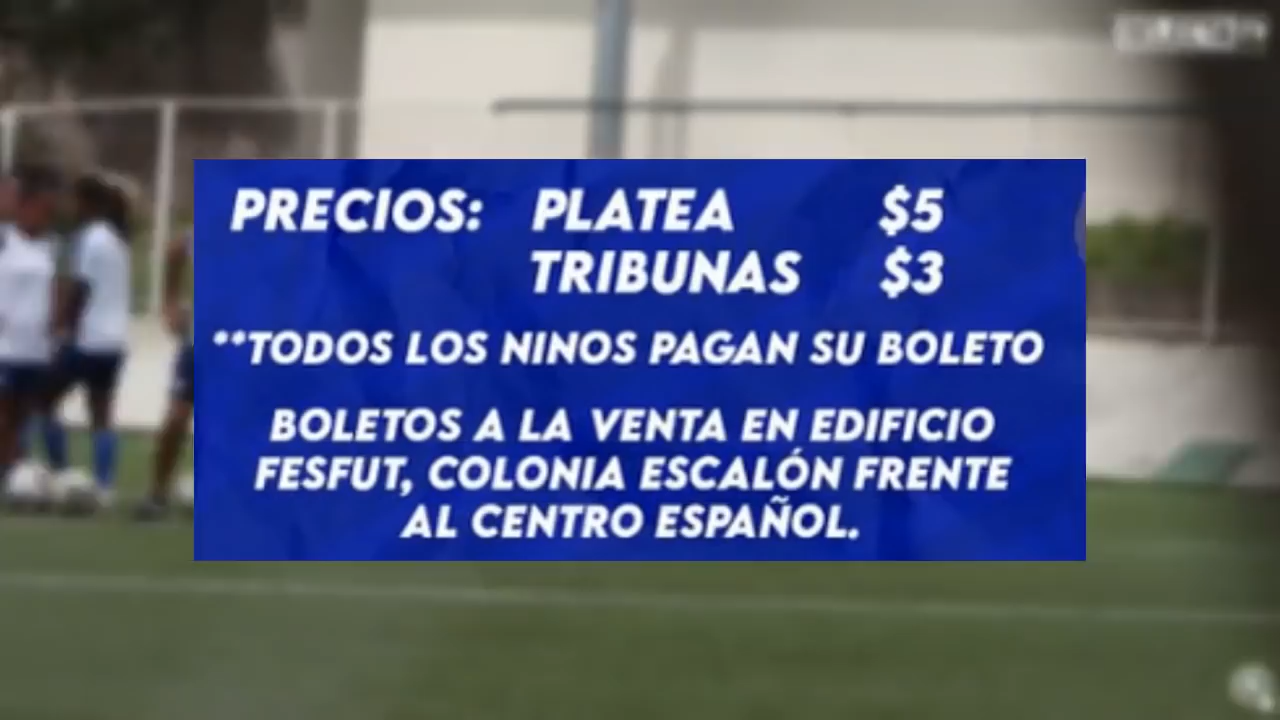 PRECIOS: PLATEA $5
TRIBUNAS $3
**TODOS LOS NINOS PAGAN SU BOLETO
BOLETOS A LA VENTA EN EDIFICIO
FESFUT, COLONIA ESCALÓN FRENTE
AL CENTRO ESPAÑOL.